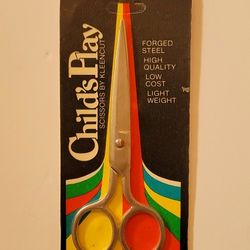 Child's Play
SCISSORS BY KLEENCUT
FORGED
STEEL
HIGH
QUALITY
LOW
COST
LIGHT
WEIGHT